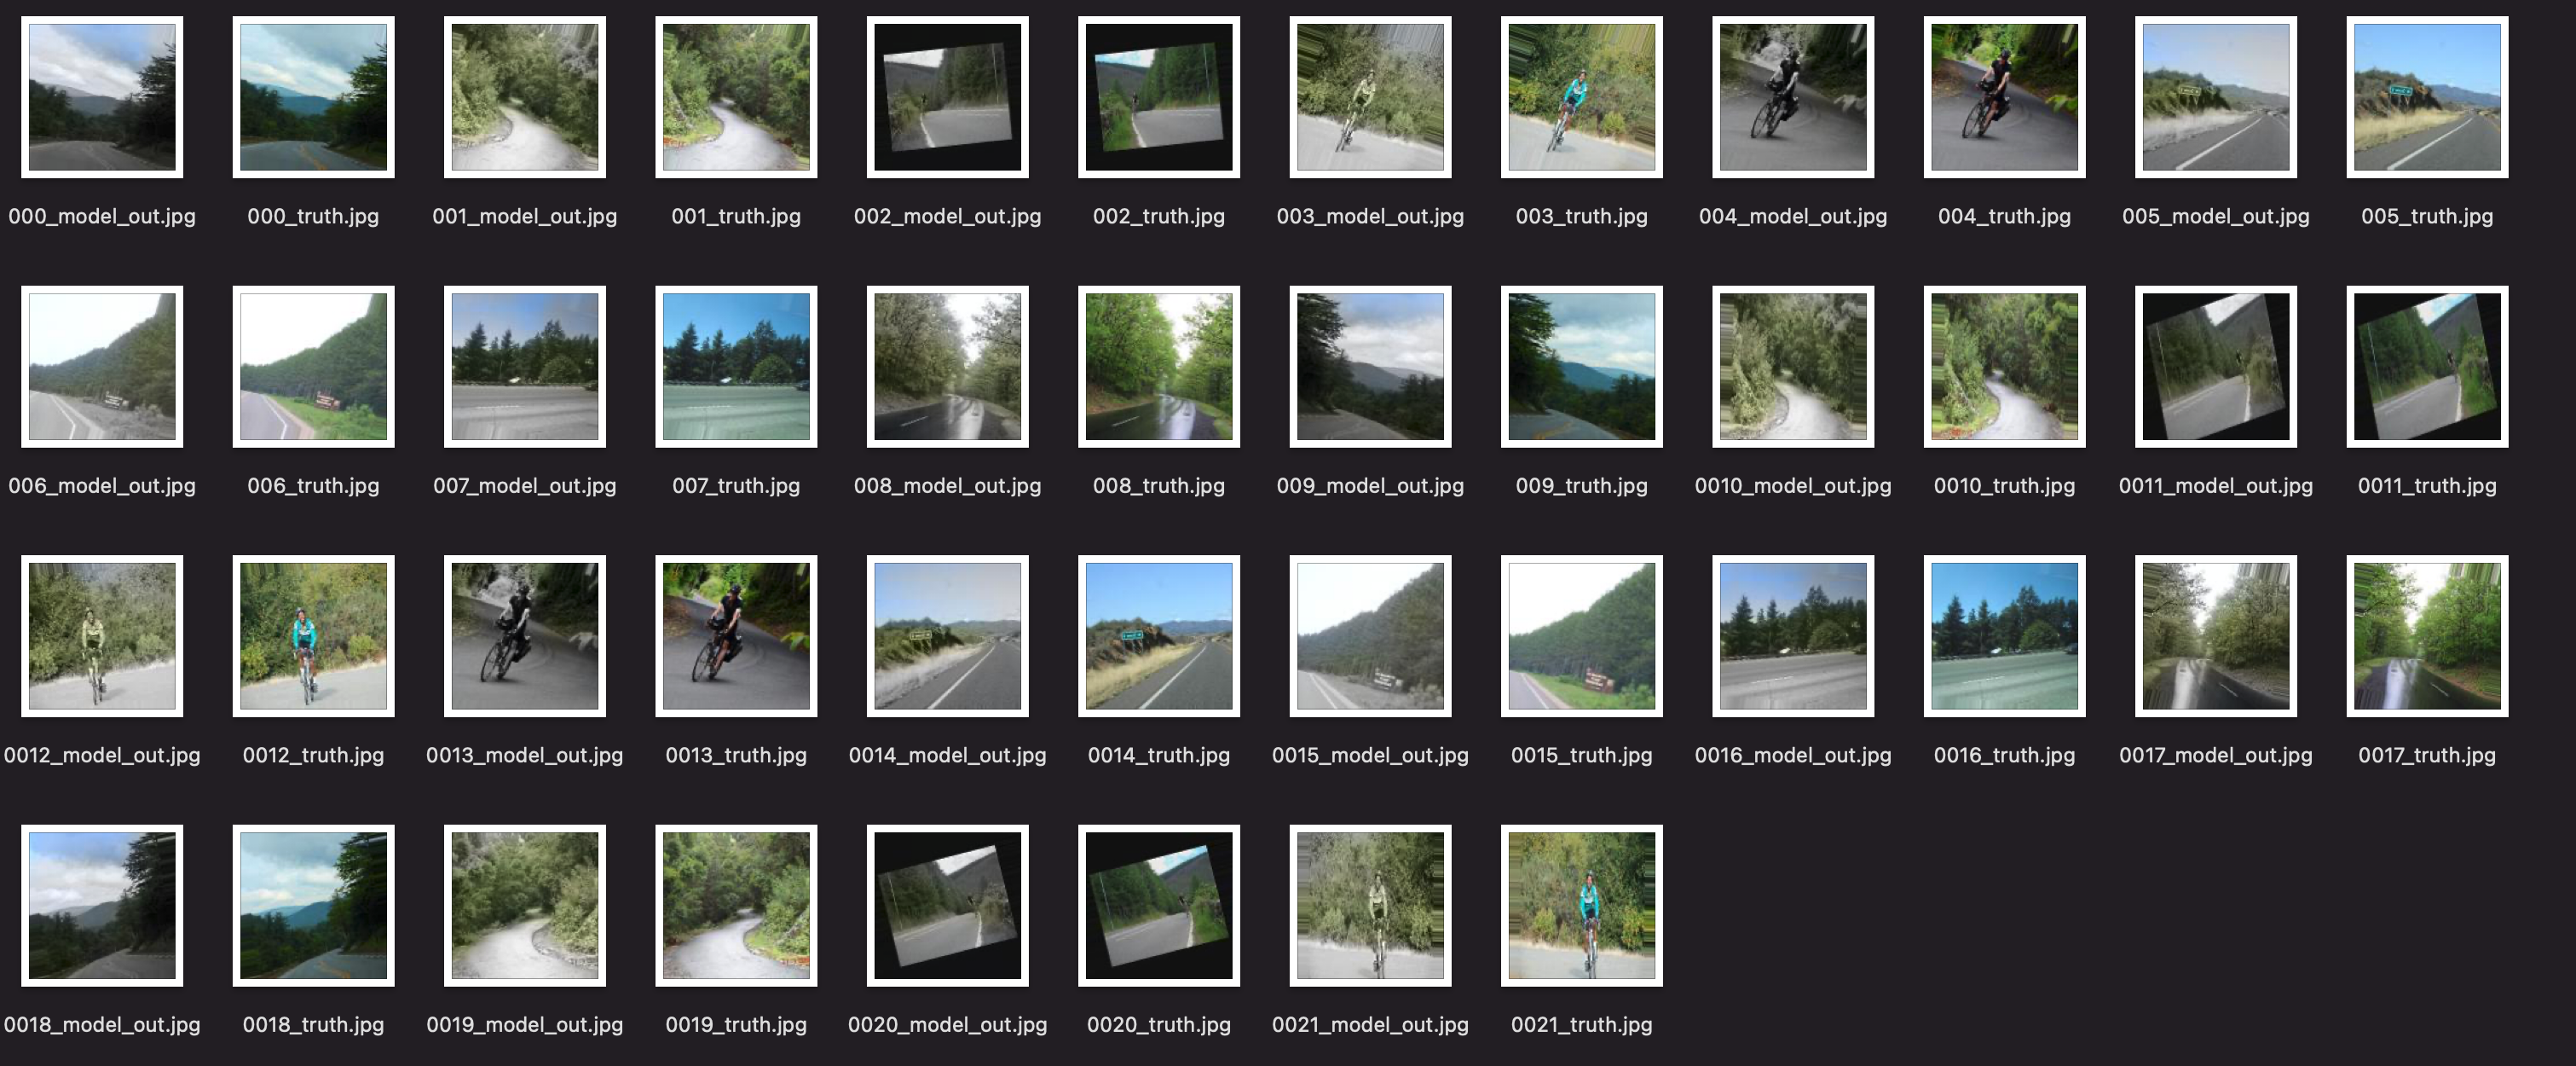 000_model_out.jpg 000_truth.jpg 001_model_out.jpg 001_truth.jpg 002_model_out.jpg 002_truth.jpg 003_model_out.jpg 003_truth.jpg 004_model_out.jpg 004_truth.jpg 005_model_out.jpg 005_truth.jpg
006_model_out.jpg 006_truth.jpg 007_model_out.jpg 007_truth.jpg 008_model_out.jpg 008_truth.jpg 009_model_out.jpg 009_truth.jpg 0010_model_out.jpg 0010_truth.jpg 0011_model_out.jpg 0011_truth.jpg
0012_model_out.jpg 0012_truth.jpg 0013_model_out.jpg 0013_truth.jpg 0014_model_out.jpg 0014_truth.jpg 0015_model_out.jpg 0015_truth.jpg 0016_model_out.jpg 0016_truth.jpg 0017_model_out.jpg 0017_truth.jpg
0018_model_out.jpg 0018_truth.jpg 0019_model_out.jpg 0019_truth.jpg 0020_model_out.jpg 0020_truth.jpg 0021_model_out.jpg 0021_truth.jpg